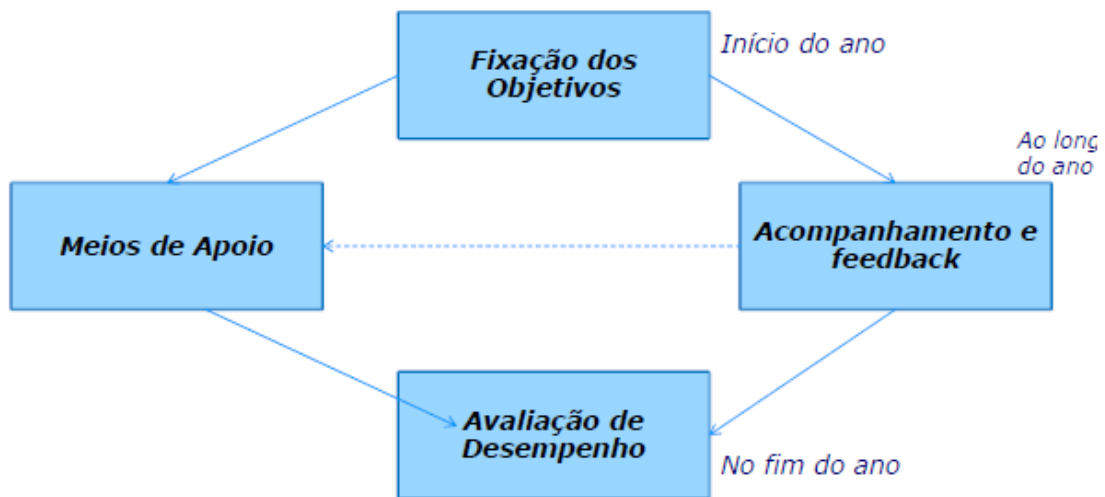 Fixação dos
Objetivos
Início do ano
Ao long
do ano
Meios de Apoio
Acompanhamento e
feedback
Avaliação de
Desempenho
No fim do ano